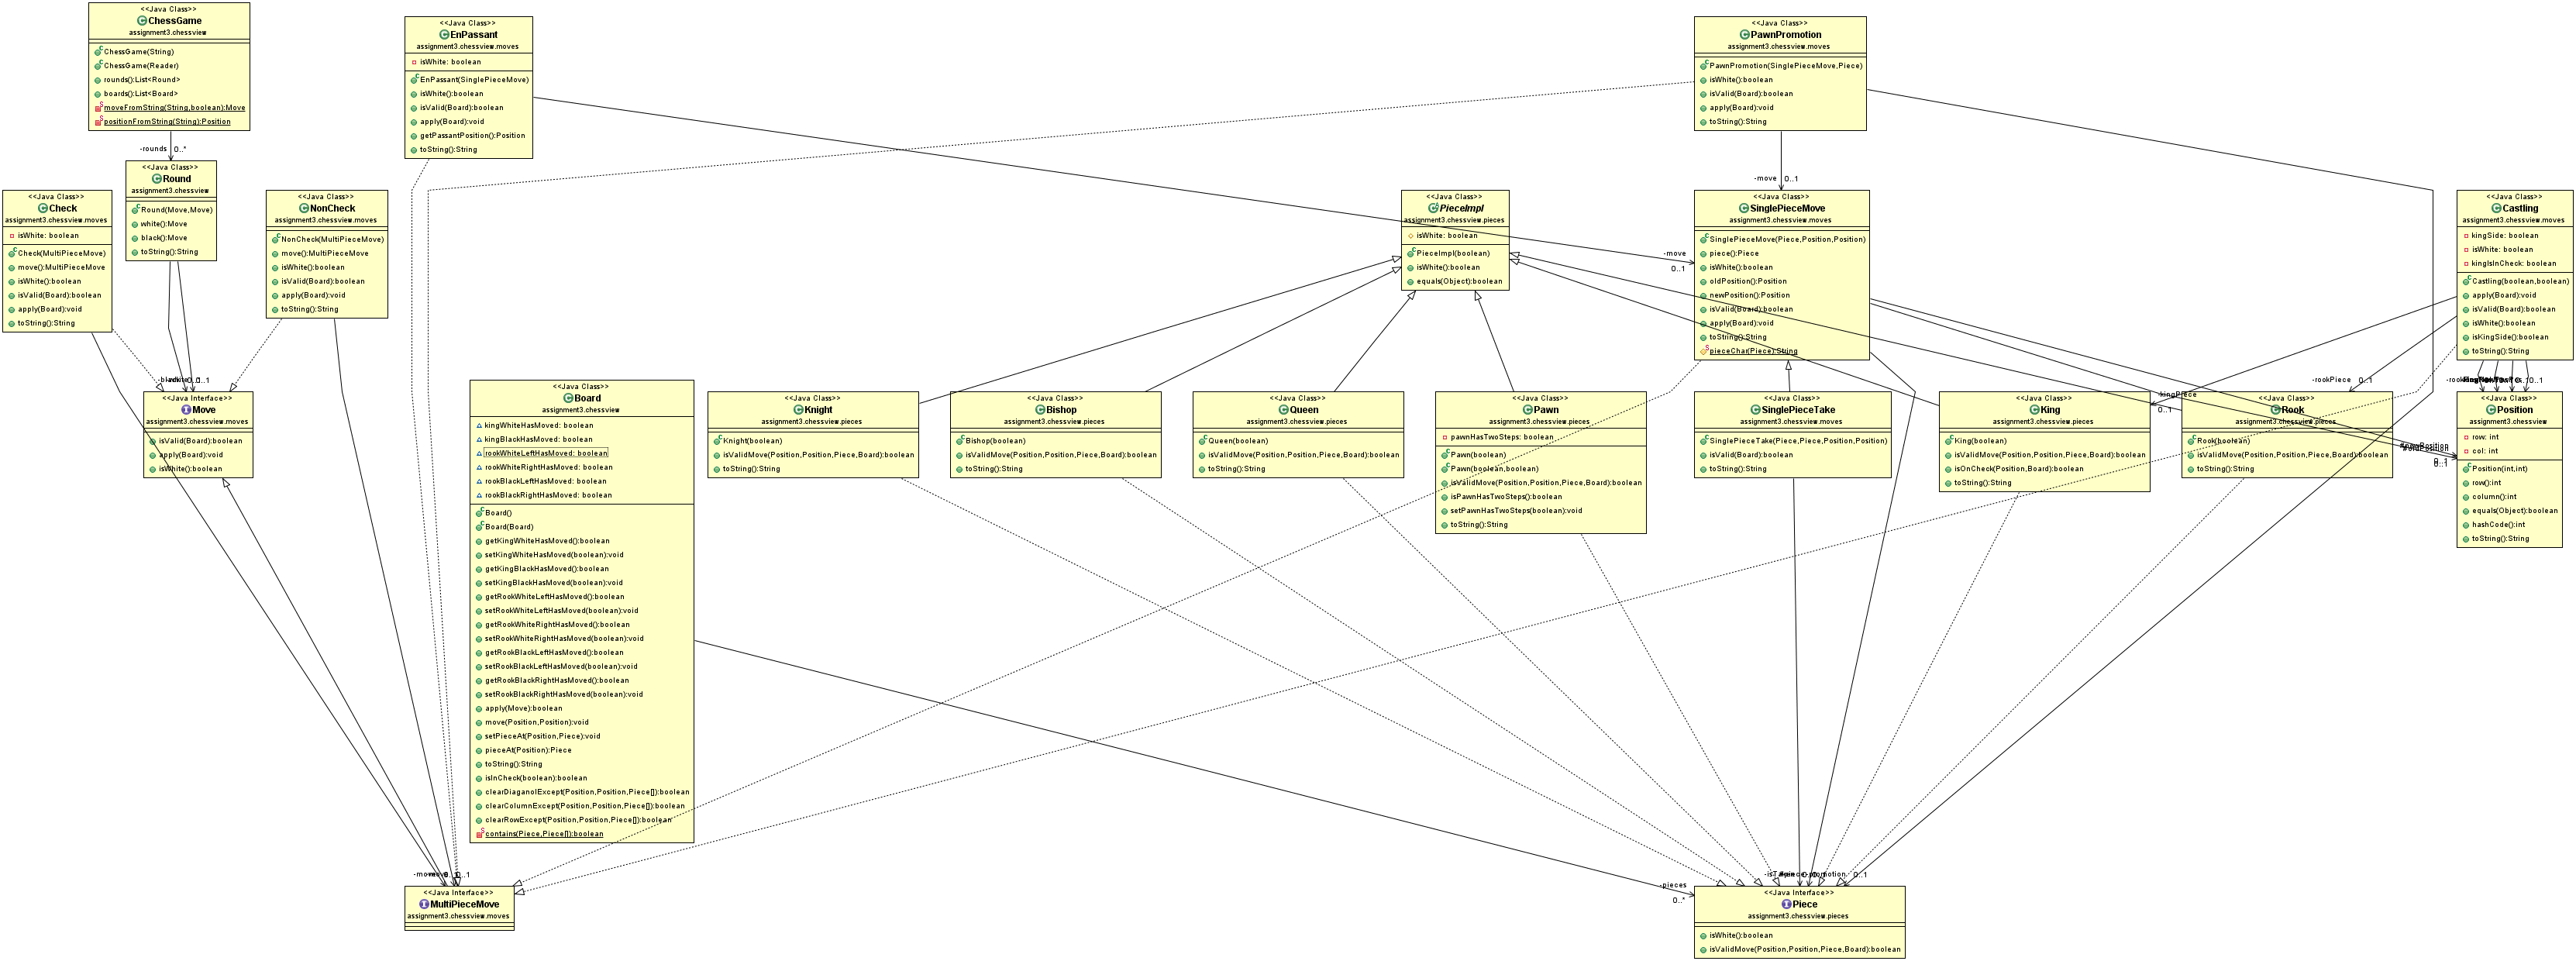 <<Java Class>>
ChessGame
assignment3.chessview
ChessGame(String)
ChessGame(Reader)
rounds():List<Round>
boards():List<Board>
moveFromString(String,boolean):Move
positionFromString(String):Position
-rounds
0..*
<<Java Class>>
EnPassant
assignment3.chessview.moves
isWhite: boolean
EnPassant(SinglePieceMove)
isWhite():boolean
isValid(Board):boolean
apply(Board):void
getPassantPosition():Position
toString():String
<<Java Class>>
PawnPromotion
assignment3.chessview.moves
PawnPromotion(SinglePieceMove,Piece)
isWhite():boolean
isValid(Board):boolean
apply(Board):void
toString():String
-move
0..1
<<Java Class>>
Check
assignment3.chessview.moves
isWhite: boolean
Check(MultiPieceMove)
move():MultiPieceMove
isWhite():boolean
isValid(Board):boolean
apply(Board):void
toString():String
<<Java Class>>
Round
assignment3.chessview
Round(Move,Move)
white():Move
black():Move
toString():String
<<Java Class>>
NonCheck
assignment3.chessview.moves
NonCheck(MultiPieceMove)
move():MultiPieceMove
isWhite():boolean
isValid(Board):boolean
apply(Board):void
toString():String
<<Java Class>>
PieceImpl
assignment3.chessview.pieces
isWhite: boolean
PieceImpl(boolean)
isWhite():boolean
equals(Object):boolean
-move
0..1
<<Java Class>>
SinglePieceMove
assignment3.chessview.moves
SinglePieceMove(Piece,Position,Position)
piece():Piece
isWhite():boolean
oldPosition():Position
newPosition():Position
isValid(Board):boolean
apply(Board):void
toString():String
pieceChar(Piece):String
<<Java Class>>
Castling
assignment3.chessview.moves
kingSide: boolean
isWhite: boolean
kingIsInCheck: boolean
Castling(boolean,boolean)
apply(Board):void
isValid(Board):boolean
isWhite():boolean
isKingSide():boolean
toString():String
<<Java Interface>>
Move
assignment3.chessview.moves
isValid(Board):boolean
apply(Board):void
isWhite():boolean
<<Java Class>>
Board
assignment3.chessview
kingWhiteHasMoved: boolean
kingBlackHasMoved: boolean
rookWhiteLeftHasMoved: boolean
rookWhiteRightHasMoved: boolean
rookBlackLeftHasMoved: boolean
rookBlackRightHasMoved: boolean
Board()
Board(Board)
getKingWhiteHasMoved():boolean
setKingWhiteHasMoved(boolean):void
getKingBlackHasMoved():boolean
setKingBlackHasMoved(boolean):void
getRookWhiteLeftHasMoved():boolean
setRookWhiteLeftHasMoved(boolean):void
getRookWhiteRightHasMoved():boolean
setRookWhiteRightHasMoved(boolean):void
getRookBlackLeftHasMoved():boolean
setRookBlackLeftHasMoved(boolean):void
getRookBlackRightHasMoved():boolean
setRookBlackRightHasMoved(boolean):void
apply(Move):boolean
move(Position,Position):void
setPieceAt(Position,Piece):void
pieceAt(Position):Piece
toString():String
isInCheck(boolean):boolean
clearDiaganolExcept(Position,Position,Piece[]):boolean
clearColumnExcept(Position,Position,Piece[]):boolean
clearRowExcept(Position,Position,Piece[]):boolean
contains(Piece,Piece[]):boolean
<<Java Class>>
Knight
assignment3.chessview.pieces
Knight(boolean)
isValidMove(Position,Position,Piece,Board):boolean
toString():String
<<Java Class>>
Bishop
assignment3.chessview.pieces
Bishop(boolean)
isValidMove(Position,Position,Piece,Board):boolean
toString():String
<<Java Class>>
Queen
assignment3.chessview.pieces
Queen(boolean)
isValidMove(Position,Position,Piece,Board):boolean
toString():String
<<Java Class>>
Pawn
assignment3.chessview.pieces
pawnHasTwoSteps: boolean
Pawn(boolean)
Pawn(boolean,boolean)
isValidMove(Position,Position,Piece,Board):boolean
isPawnHasTwoSteps():boolean
setPawnHasTwoSteps(boolean):void
toString():String
<<Java Class>>
SinglePieceTake
assignment3.chessview.moves
SinglePieceTake(Piece,Piece,Position,Position)
isValid(Board):boolean
toString():String
<<Java Class>>
King
assignment3.chessview.pieces
King(boolean)
isValidMove(Position,Position,Piece,Board):boolean
isOnCheck(Position,Board):boolean
toString():String
-kingPiece
0..1
-rookPiece
0..1
<<Java Class>>
Rook
assignment3.chessview.pieces
Rook(boolean)
isValidMove(Position,Position,Piece,Board):boolean
toString():String
0..1
<<Java Class>>
Position
assignment3.chessview
row: int
col: int
Position(int,int)
row():int
column():int
equals(Object):boolean
hashCode():int
toString():String
<<Java Interface>>
MultiPieceMove
assignment3.chessview.moves
-pieces
0..*
0..1
<<Java Interface>>
Piece
assignment3.chessview.pieces
isWhite():boolean
isValidMove(Position,Position,Piece,Board):boolean